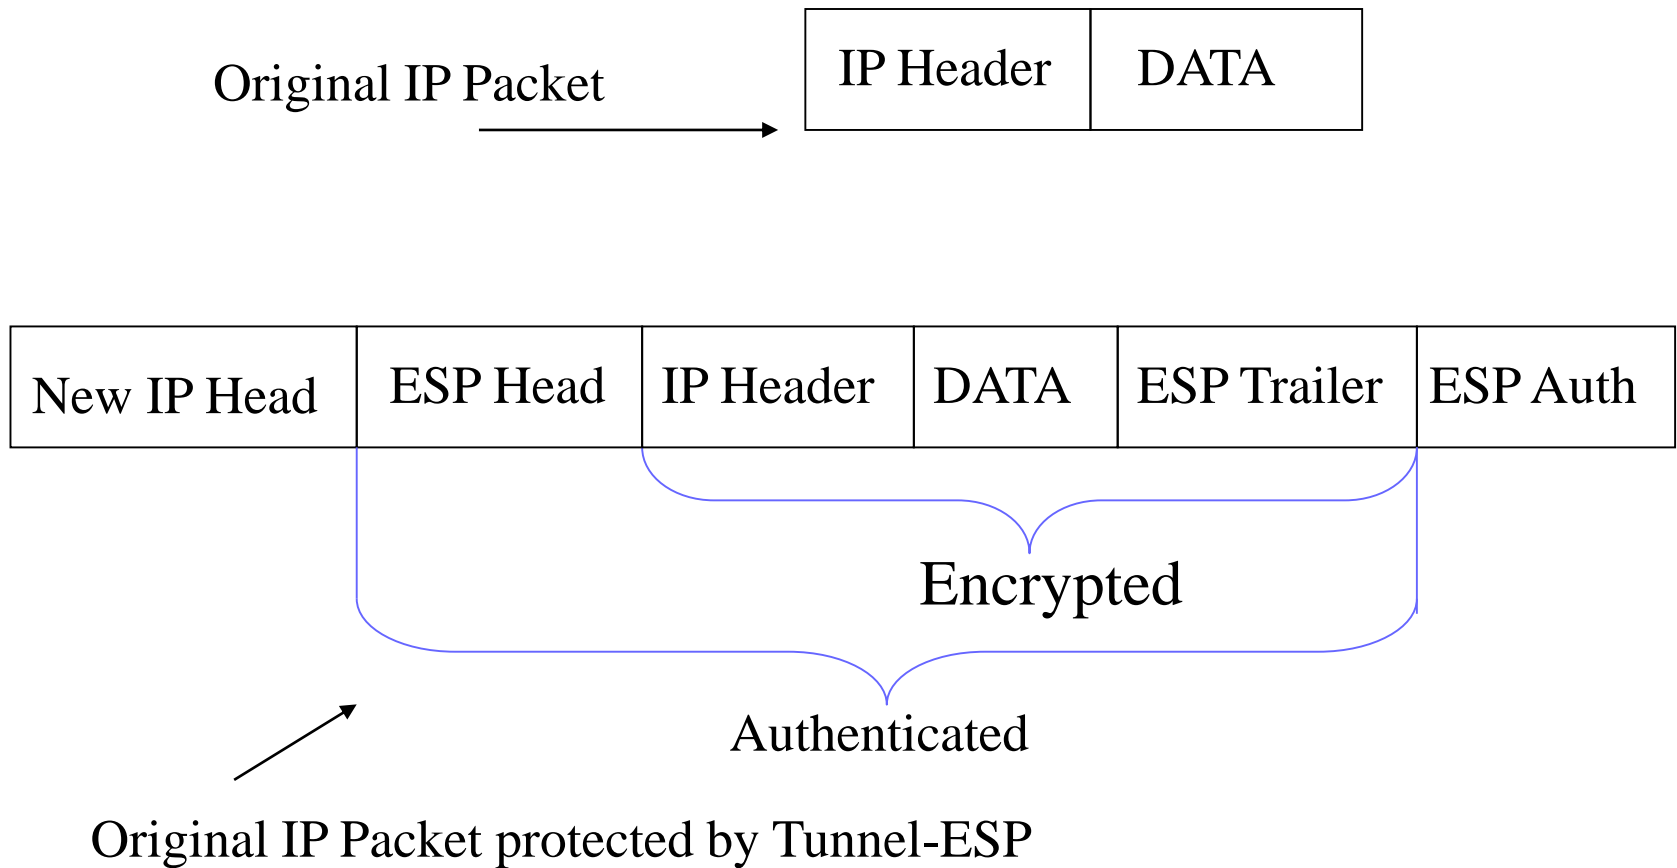 Original IP Packet
IP Header DATA
New IP Head ESP Head IP Header DATA ESP Trailer ESP Auth
Encrypted
Authenticated
Original IP Packet protected by Tunnel-ESP